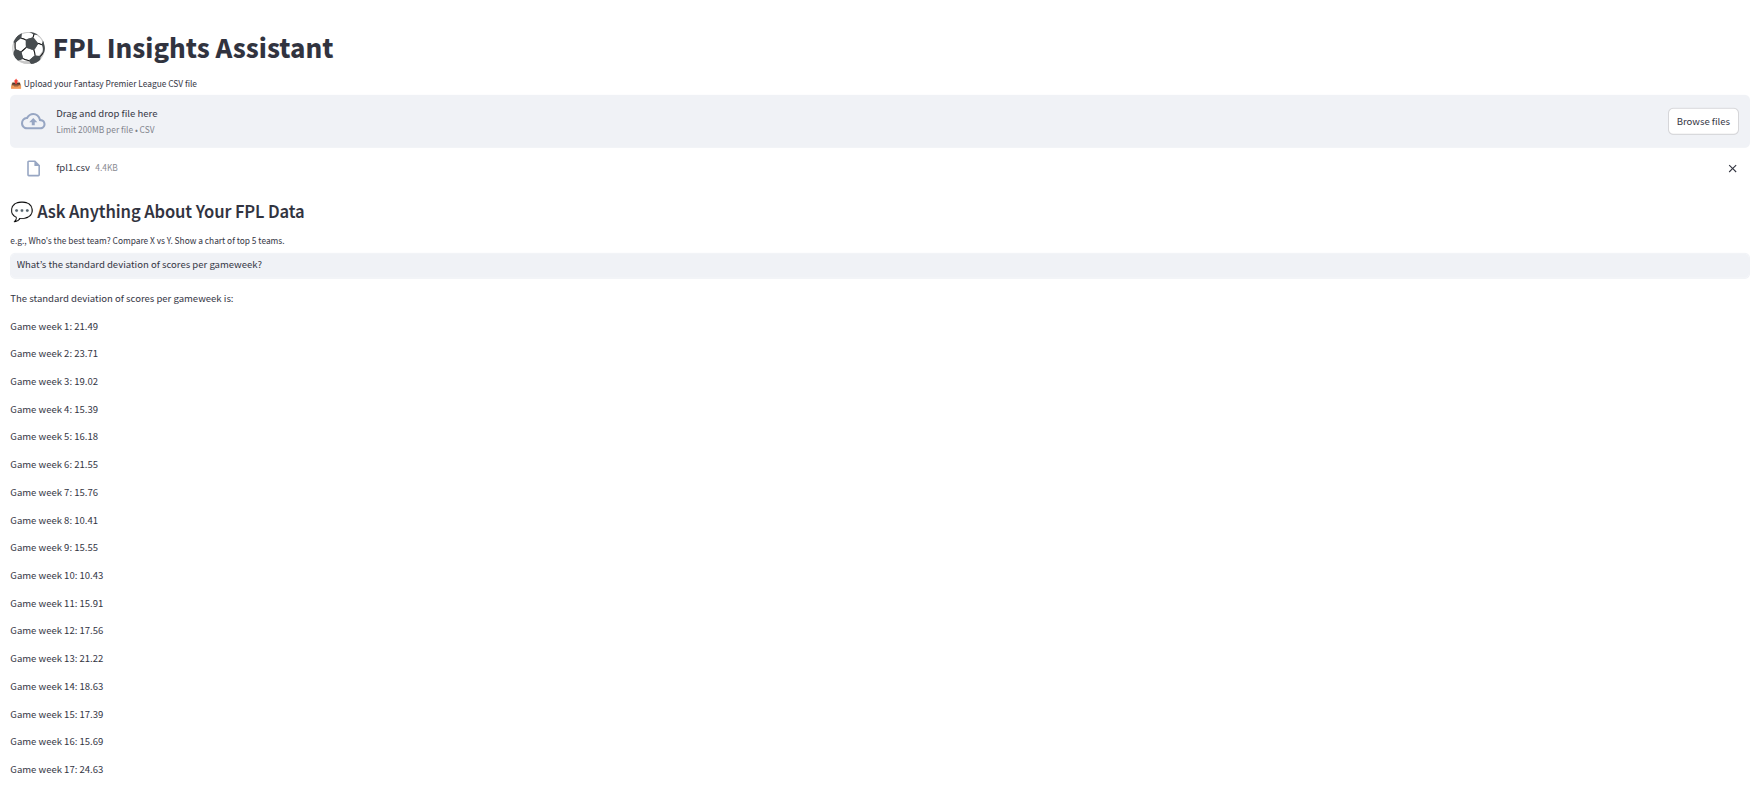 FPL Insights Assistant
Upload your Fantasy Premier League CSV file
Drag and drop file here
Limit 200MB per file • CSV
Browse files
fpl1.csv 4.4KB
Ask Anything About Your FPL Data
e.g., Who's the best team? Compare X vs Y. Show a chart of top 5 teams.
What's the standard deviation of scores per gameweek?
The standard deviation of scores per gameweek is:
Game week 1: 21.49
Game week 2: 23.71
Game week 3: 19.02
Game week 4: 15.39
Game week 5: 16.18
Game week 6: 21.55
Game week 7: 15.76
Game week 8: 10.41
Game week 9: 15.55
Game week 10: 10.43
Game week 11: 15.91
Game week 12: 17.56
Game week 13: 21.22
Game week 14: 18.63
Game week 15: 17.39
Game week 16: 15.69
Game week 17: 24.63